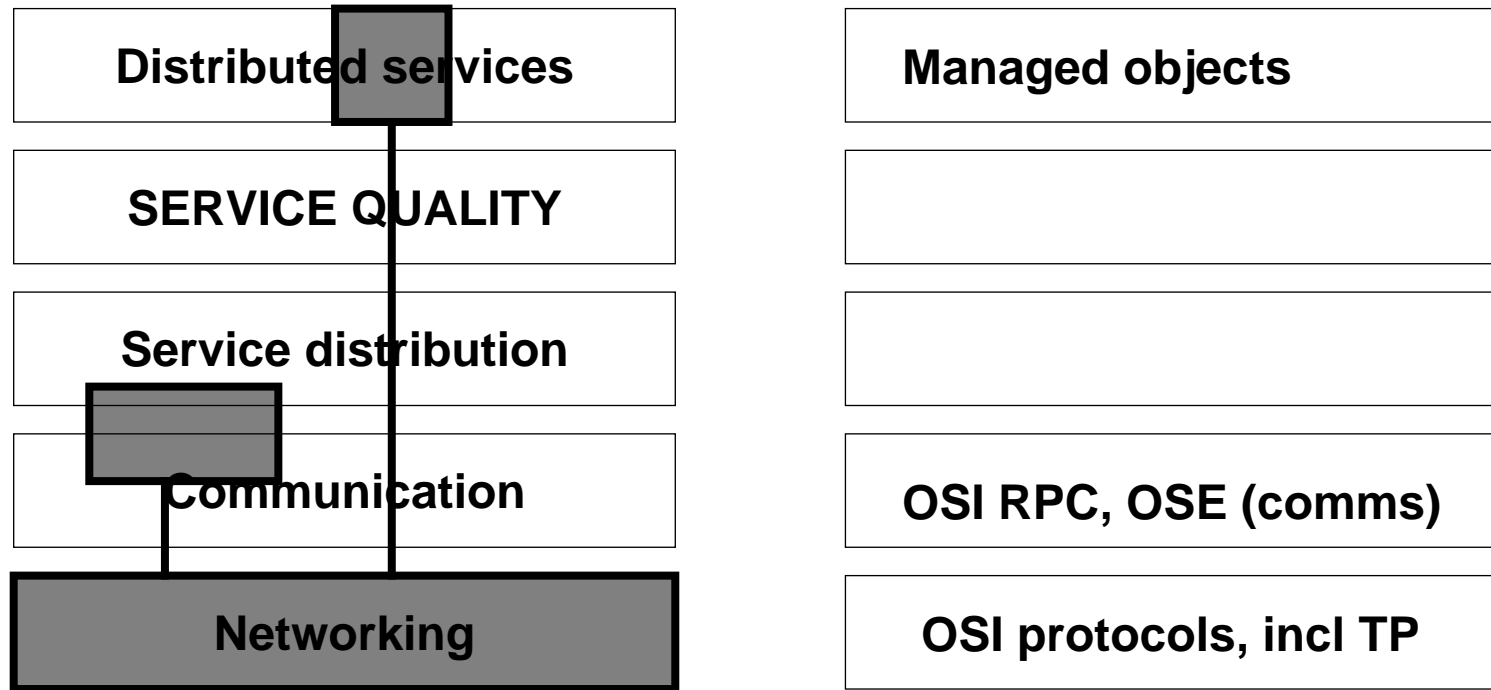 Distributed services
Managed objects
SERVICE QUALITY
Service distribution
Communication
OSI RPC, OSE (comms)
Networking
OSI protocols, incl TP